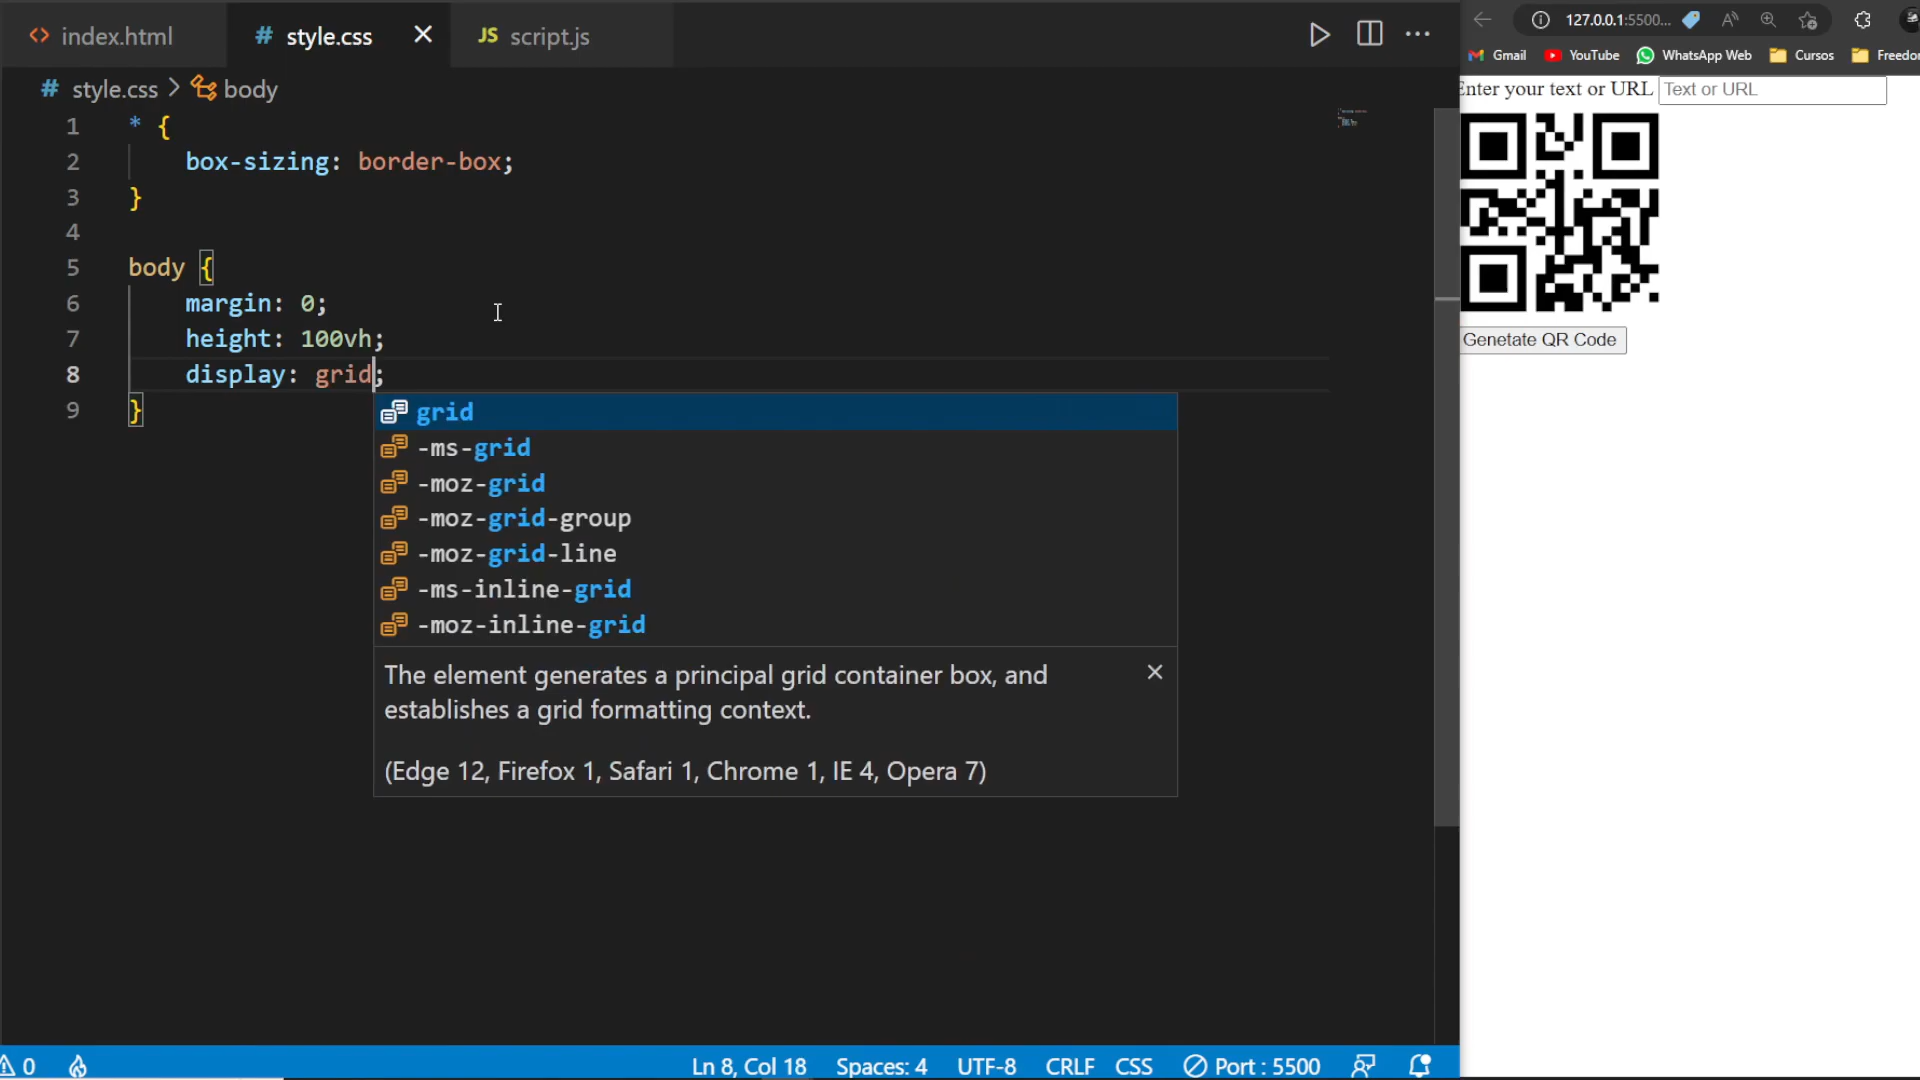 index.html
style.css
JS script.js
127.0.0.1:5500...
Gmail
YouTube
WhatsApp Web
Cursos
# style.css > body
1 * {
2 box-sizing: border-box;
3 }
4
5 body {
6 margin: 0;
7 height: 100vh;
8 display: grid;
9 }
grid
-ms-grid
-moz-grid
-moz-grid-group
-moz-grid-line
-ms-inline-grid
-moz-inline-grid
The element generates a principal grid container box, and
establishes a grid formatting context.
(Edge 12, Firefox 1, Safari 1, Chrome 1, IE 4, Opera 7)
Enter your text or URL
Text or URL
Genetate QR Code
0
Ln 8, Col 18
Spaces: 4
UTF-8
CRLF
CSS
Port : 5500